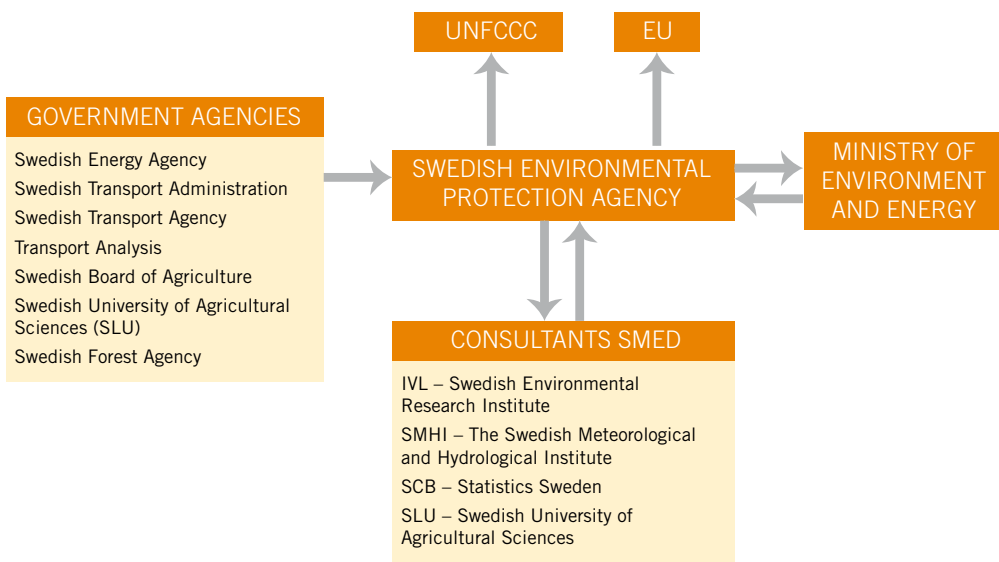 UNFCCC
EU
GOVERNMENT AGENCIES
Swedish Energy Agency
Swedish Transport Administration
Swedish Transport Agency
Transport Analysis
Swedish Board of Agriculture
Swedish University of Agricultural
Sciences (SLU)
Swedish Forest Agency
SWEDISH ENVIRONMENTAL
PROTECTION AGENCY
MINISTRY OF
ENVIRONMENT
AND ENERGY
CONSULTANTS SMED
IVL – Swedish Environmental
Research Institute
SMHI – The Swedish Meteorological
and Hydrological Institute
SCB – Statistics Sweden
SLU – Swedish University of
Agricultural Sciences